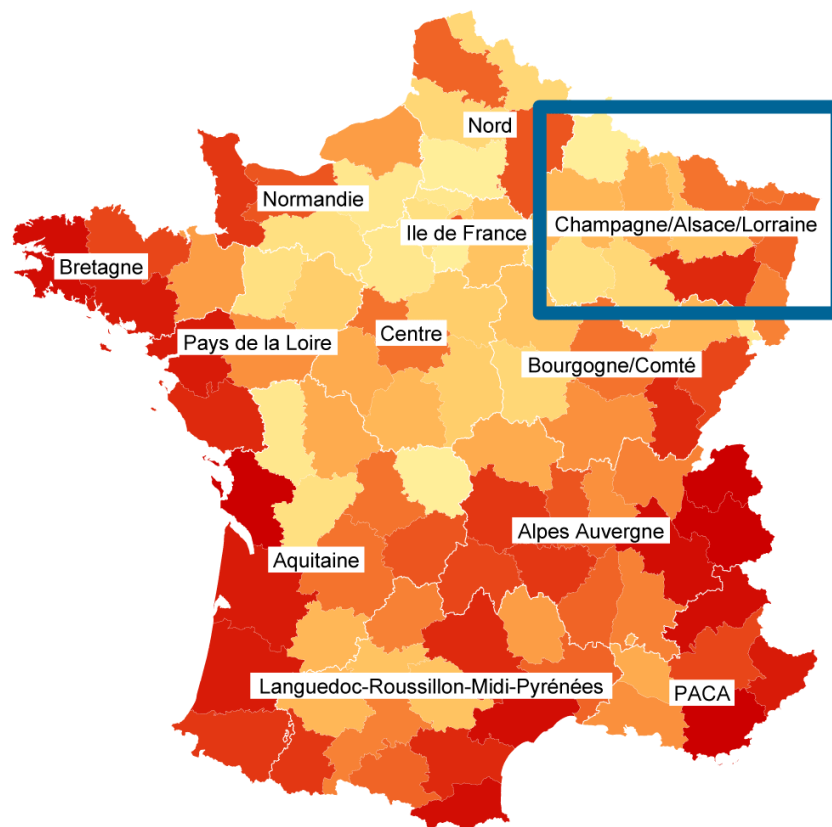 Nord
Normandie
Champagne/Alsace/Lorraine
Ile de France
Bretagne
Pays de la Loire
Centre
Bourgogne/Comté
Alpes Auvergne
Aquitaine
Languedoc-Roussillon-Midi-Pyrénées
PACA